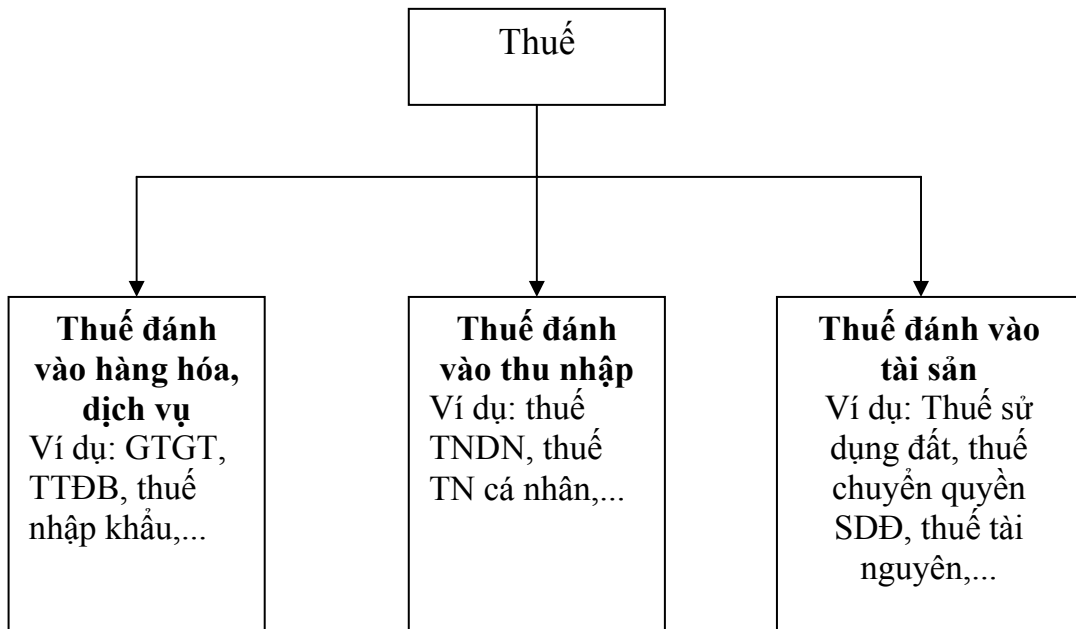 Thuế
Thuế đánh
vào hàng hóa,
dịch vụ
Ví dụ: GTGT,
TTĐB, thuế
nhập khẩu,...
Thuế đánh
vào thu nhập
Ví dụ: thuế
TNDN, thuế
TN cá nhân,...
Thuế đánh vào
tài sản
Ví dụ: Thuế sử
dụng đất, thuế
chuyển quyền
SDĐ, thuế tài
nguyên,...